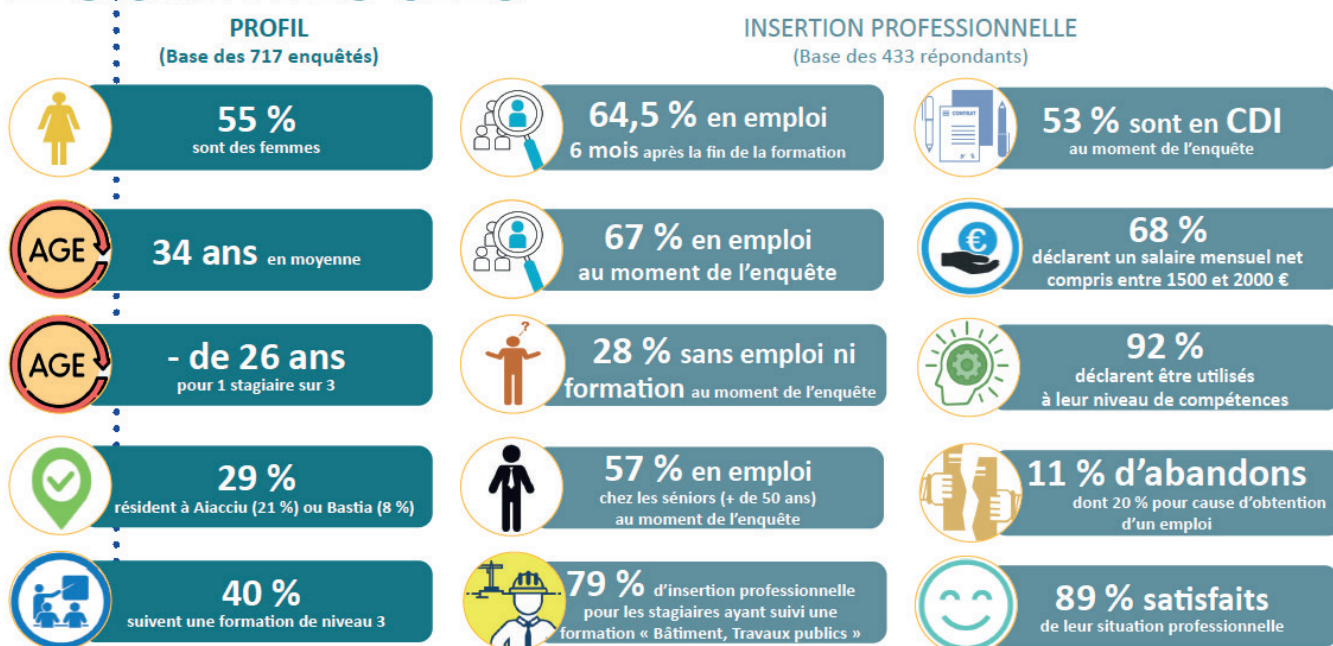 PROFIL
(Base des 717 enquêtés)
55 %
sont des femmes
AGE
34 ans en moyenne
AGE
- de 26 ans
pour 1 stagiaire sur 3
29 %
résident à Aiacciu (21 %) ou Bastia (8 %)
40 %
suivent une formation de niveau 3
INSERTION PROFESSIONNELLE
(Base des 433 répondants)
64,5 % en emploi
6 mois après la fin de la formation
67 % en emploi
au moment de l'enquête
?
28 % sans emploi ni
formation au moment de l'enquête
57 % en emploi
chez les séniors (+ de 50 ans)
au moment de l'enquête
79 % d'insertion professionnelle
pour les stagiaires ayant suivi une
formation « Bâtiment, Travaux publics »
CONTRAT
53 % sont en CDI
au moment de l'enquête
€
68 %
déclarent un salaire mensuel net
compris entre 1500 et 2000 €
92 %
déclarent être utilisés
à leur niveau de compétences
11 % d'abandons
dont 20 % pour cause d'obtention
d'un emploi
89 % satisfaits
de leur situation professionnelle